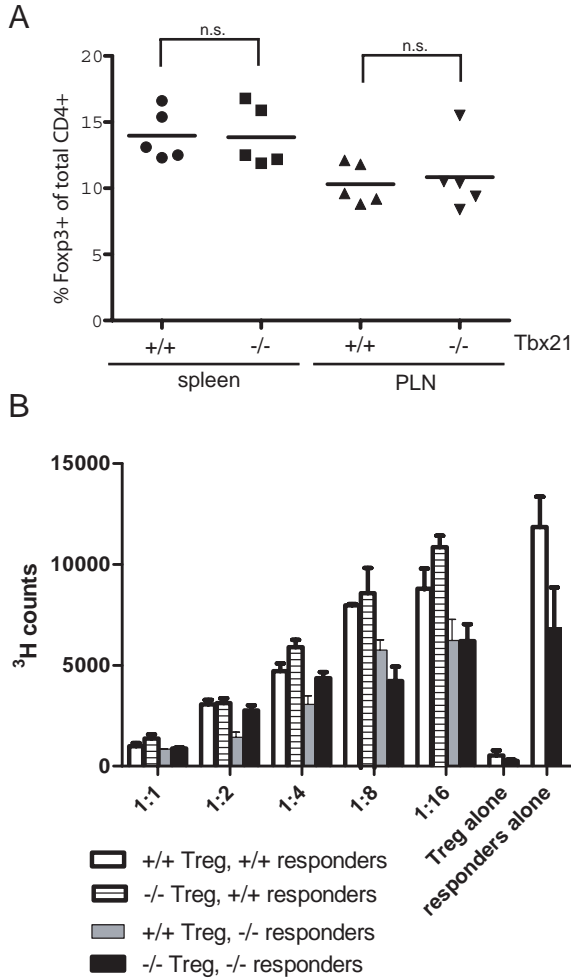 A
n.s.
n.s.
20
15
10
5
0
% Foxp3+ of total CD4+
+/+ -/- +/+ -/- Tbx21
spleen PLN
B
15000
10000
5000
0
³H counts
1:1 1:2 1:4 1:8 1:16 Treg alone responders alone
+/+ Treg, +/+ responders
-/- Treg, +/+ responders
+/+ Treg, -/- responders
-/- Treg, -/- responders